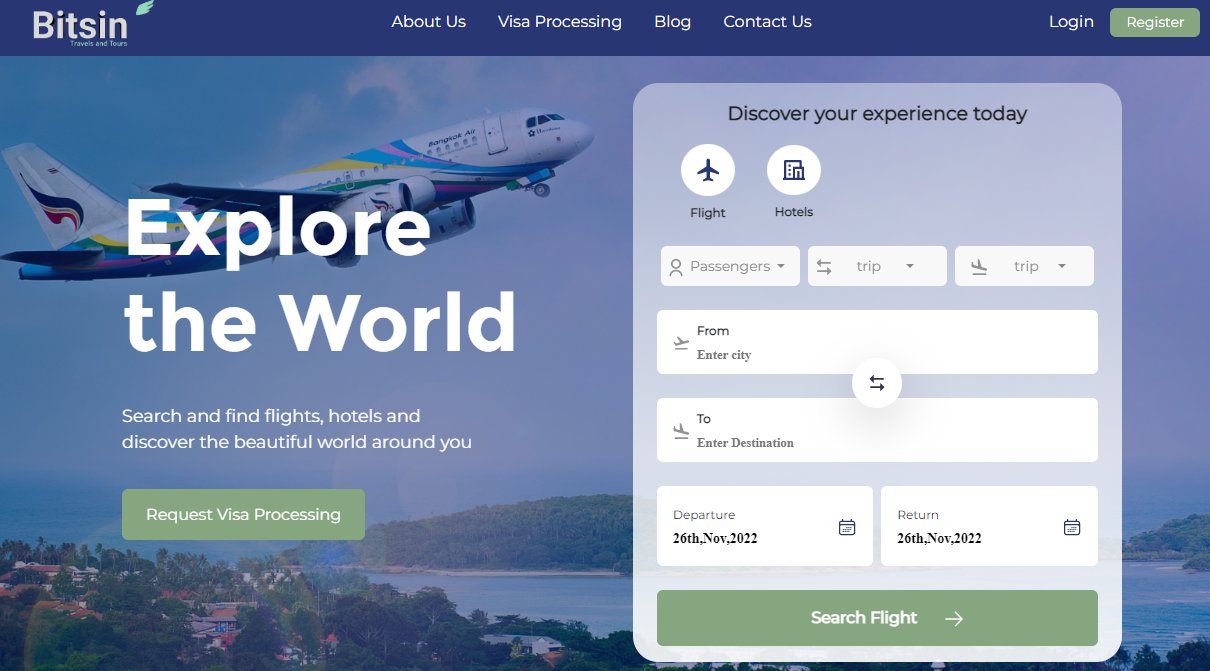 Bitsin
Travels and Tours
About Us
Visa Processing
Blog
Contact Us
Login
Register
Bangkok Air
Explore
the World
Search and find flights, hotels and
discover the beautiful world around you
Request Visa Processing
Discover your experience today
Flight
Hotels
Passengers
trip
trip
From
Enter city
To
Enter Destination
Departure
26th,Nov,2022
Return
26th,Nov,2022
Search Flight